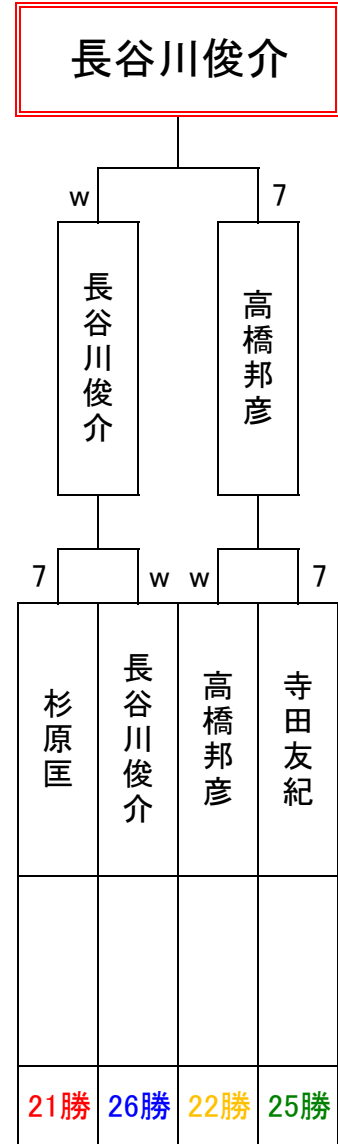 長谷川俊介
w 7
長谷川俊介
高橋邦彦
7 w w 7
杉原匡
長谷川俊介
高橋邦彦
寺田友紀
21勝 26勝 22勝 25勝